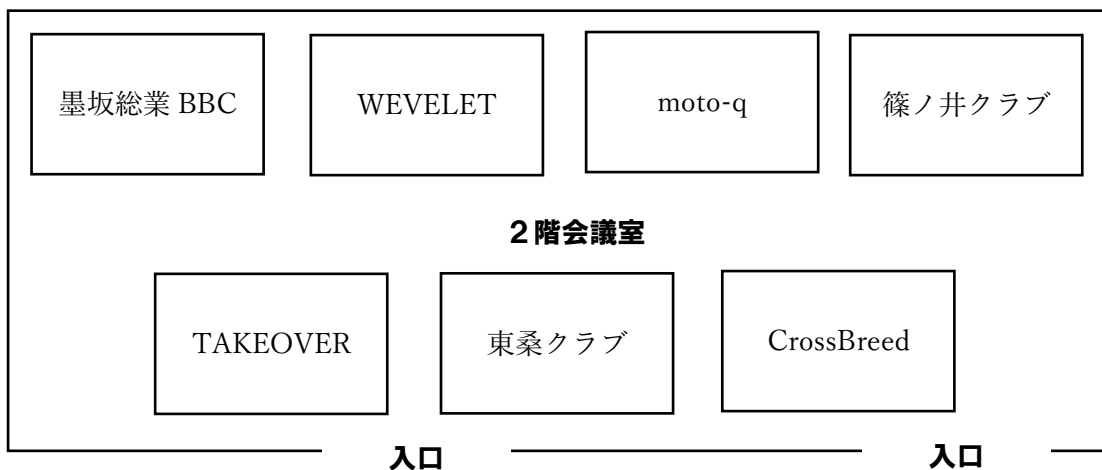 墨坂総業 BBC
WEVELET
moto-q
篠ノ井クラブ
２階会議室
TAKEOVER
東桑クラブ
CrossBreed
入口
入口